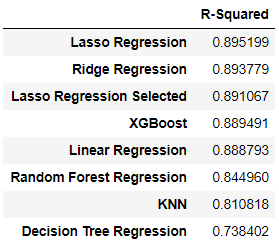 R-Squared
Lasso Regression 0.895199
Ridge Regression 0.893779
Lasso Regression Selected 0.891067
XGBoost 0.889491
Linear Regression 0.888793
Random Forest Regression 0.844960
KNN 0.810818
Decision Tree Regression 0.738402